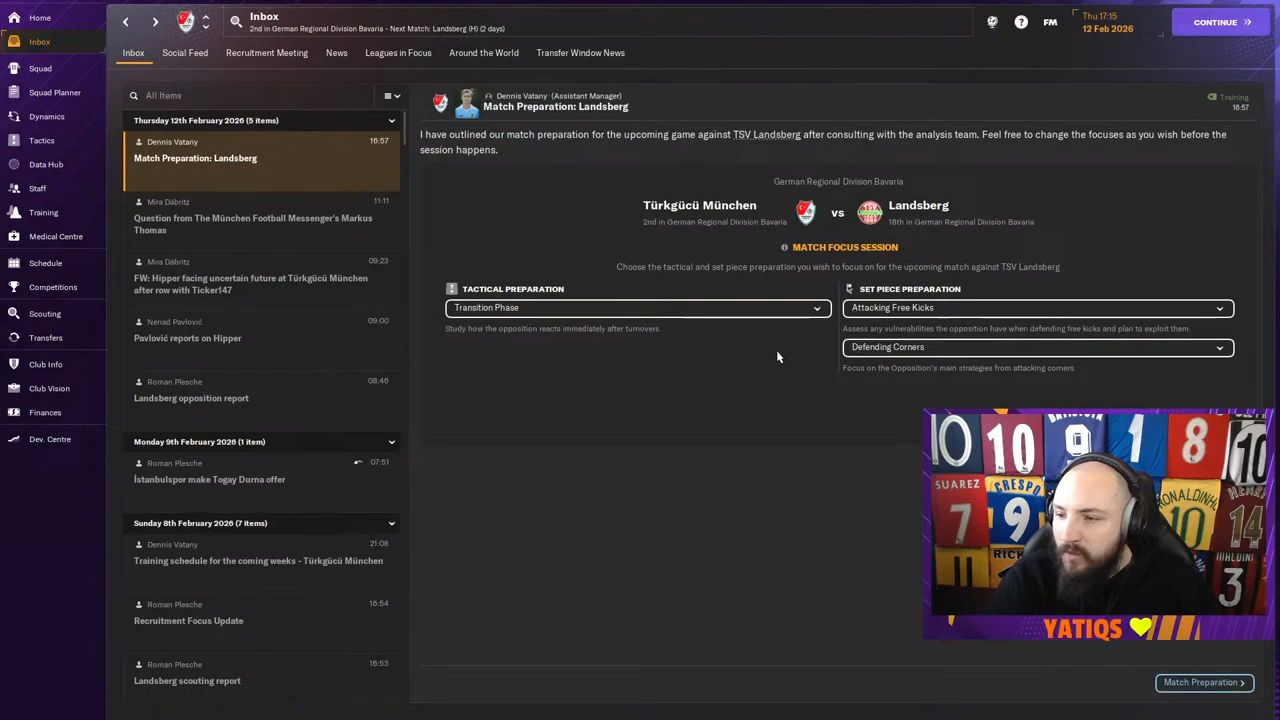 Home
Inbox
Squad
Squad Planner
Dynamics
Tactics
Data Hub
Staff
Training
Medical Centre
Schedule
Competitions
Scouting
Transfers
Club Info
Club Vision
Finances
Dev. Centre
Inbox
2nd in German Regional Division Bavaria - Next Match: Landsberg (H) (2 days)
FM
Thu 17:15
12 Feb 2026
CONTINUE
Inbox
Social Feed
Recruitment Meeting
News
Leagues in Focus
Around the World
Transfer Window News
All Items
Thursday 12th February 2026 (5 items)
Dennis Vatany 16:57
Match Preparation: Landsberg
Mira Däbritz 11:11
Question from The München Football Messenger's Markus
Thomas
Mira Däbritz 09:23
FW: Hipper facing uncertain future at Türkgücü München
after row with Ticker147
Nenad Pavlović 09:00
Pavlović reports on Hipper
Roman Plesche 08:46
Landsberg opposition report
Monday 9th February 2026 (1 item)
Roman Plesche 07:51
İstanbulspor make Togay Durna offer
Sunday 8th February 2026 (7 items)
Dennis Vatany 21:08
Training schedule for the coming weeks - Türkgücü München
Roman Plesche 16:54
Recruitment Focus Update
Roman Plesche 16:53
Landsberg scouting report
Dennis Vatany (Assistant Manager)
Match Preparation: Landsberg
Training
16:57
I have outlined our match preparation for the upcoming game against TSV Landsberg after consulting with the analysis team. Feel free to change the focuses as you wish before the
session happens.
German Regional Division Bavaria
Türkgücü München
2nd in German Regional Division Bavaria
vs
Landsberg
18th in German Regional Division Bavaria
MATCH FOCUS SESSION
Choose the tactical and set piece preparation you wish to focus on for the upcoming match against TSV Landsberg
TACTICAL PREPARATION
Transition Phase
Study how the opposition reacts immediately after turnovers.
SET PIECE PREPARATION
Attacking Free Kicks
Assess any vulnerabilities the opposition have when defending free kicks and plan to exploit them.
Defending Corners
Focus on the Opposition's main strategies from attacking corners.
10
10
9
1
8
10
SUAREZ
7
CRESPO
9
RONALDINHO
10
14
3
YATIQS
Match Preparation